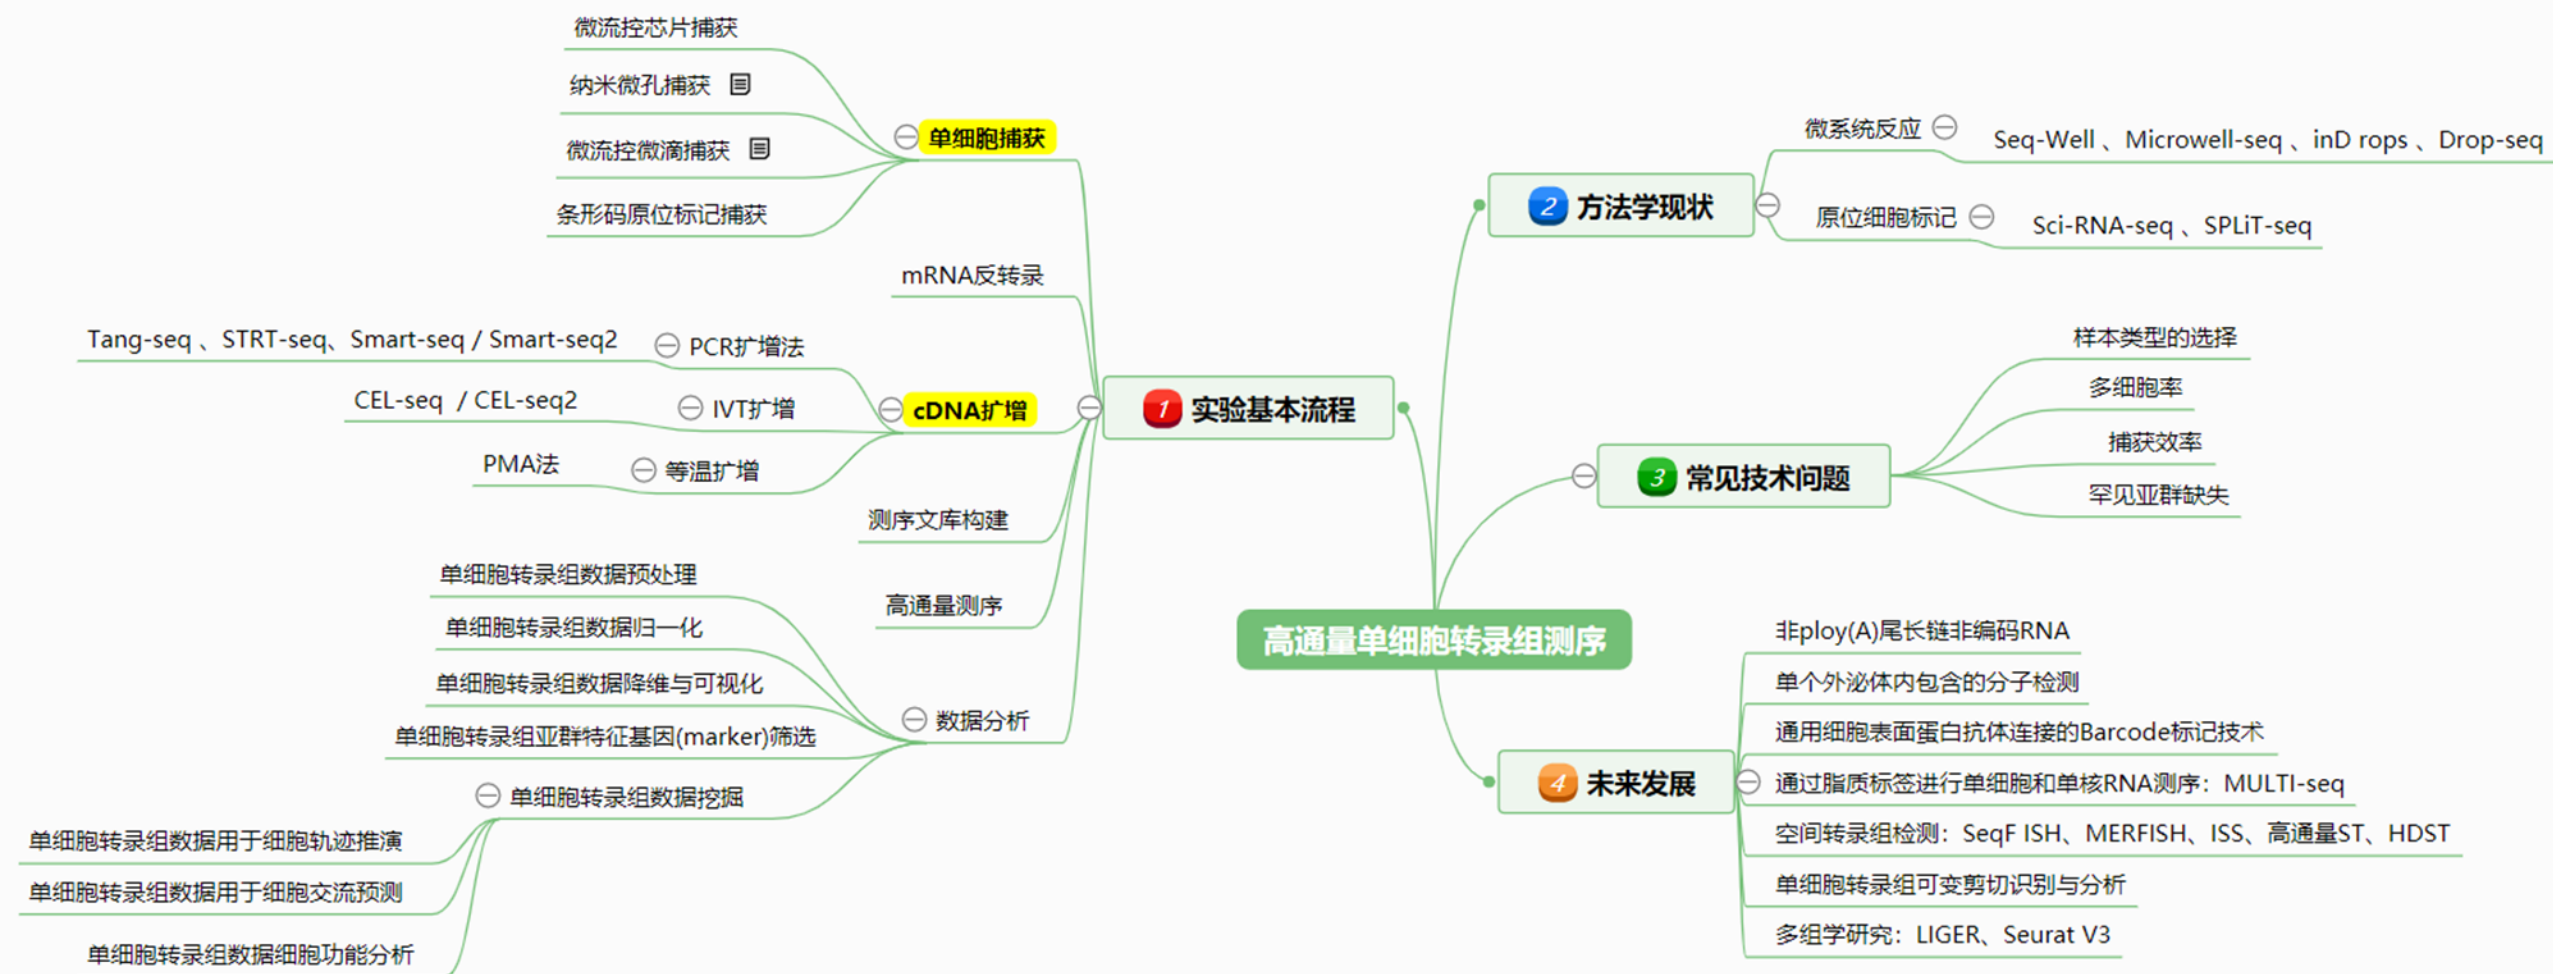 高通量单细胞转录组测序
1 实验基本流程
单细胞捕获
微流控芯片捕获
纳米微孔捕获
微流控微滴捕获
条形码原位标记捕获
mRNA反转录
cDNA扩增
PCR扩增法
Tang-seq 、STRT-seq、Smart-seq / Smart-seq2
IVT扩增
CEL-seq / CEL-seq2
等温扩增
PMA法
测序文库构建
高通量测序
数据分析
单细胞转录组数据预处理
单细胞转录组数据归一化
单细胞转录组数据降维与可视化
单细胞转录组亚群特征基因(marker)筛选
单细胞转录组数据挖掘
单细胞转录组数据用于细胞轨迹推演
单细胞转录组数据用于细胞交流预测
单细胞转录组数据细胞功能分析
2 方法学现状
微系统反应
Seq-Well 、Microwell-seq 、inD rops 、Drop-seq
原位细胞标记
Sci-RNA-seq 、SPLiT-seq
3 常见技术问题
样本类型的选择
多细胞率
捕获效率
罕见亚群缺失
4 未来发展
非ploy(A)尾长链非编码RNA
单个外泌体内包含的分子检测
通用细胞表面蛋白抗体连接的Barcode标记技术
通过脂质标签进行单细胞和单核RNA测序：MULTI-seq
空间转录组检测：SeqF ISH、MERFISH、ISS、高通量ST、HDST
单细胞转录组可变剪切识别与分析
多组学研究：LIGER、Seurat V3